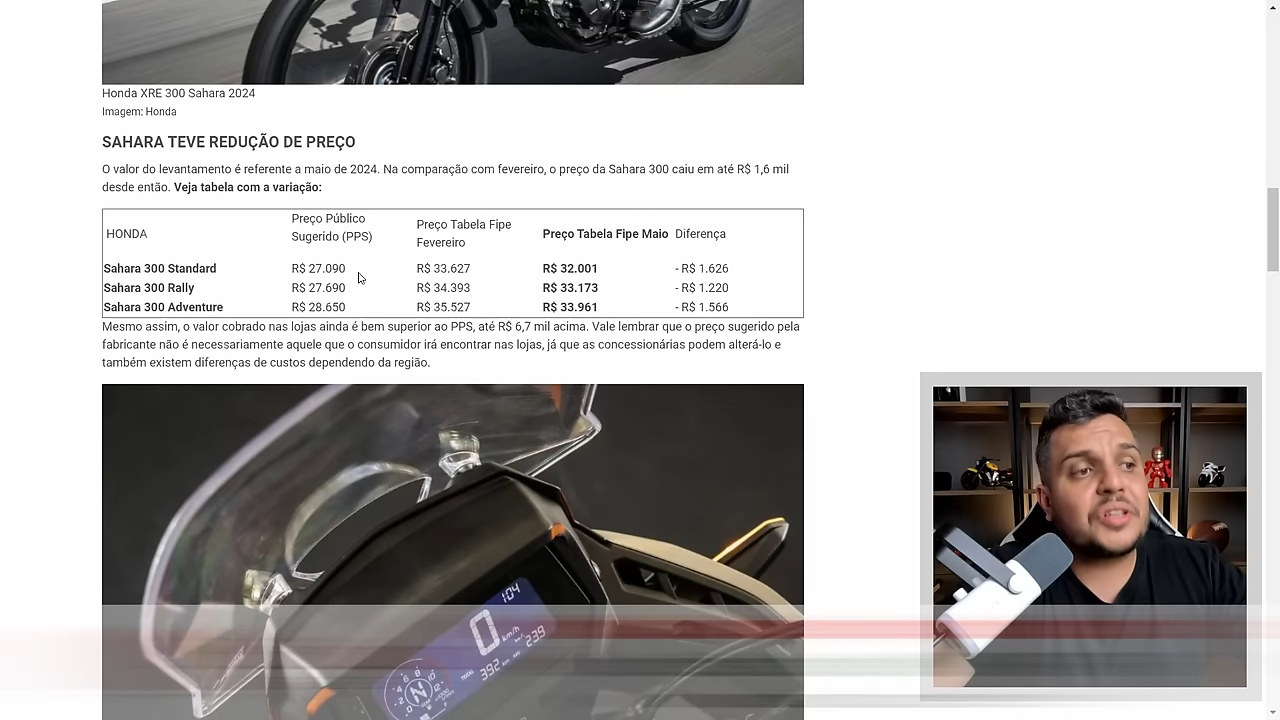 Honda XRE 300 Sahara 2024
Imagem: Honda
SAHARA TEVE REDUÇÃO DE PREÇO
O valor do levantamento é referente a maio de 2024. Na comparação com fevereiro, o preço da Sahara 300 caiu em até R$ 1,6 mil
desde então. Veja tabela com a variação:
HONDA Preço Público Sugerido (PPS) Preço Tabela Fipe Fevereiro Preço Tabela Fipe Maio Diferença
Sahara 300 Standard R$ 27.090 R$ 33.627 R$ 32.001 - R$ 1.626
Sahara 300 Rally R$ 27.690 R$ 34.393 R$ 33.173 - R$ 1.220
Sahara 300 Adventure R$ 28.650 R$ 35.527 R$ 33.961 - R$ 1.566
Mesmo assim, o valor cobrado nas lojas ainda é bem superior ao PPS, até R$ 6,7 mil acima. Vale lembrar que o preço sugerido pela
fabricante não é necessariamente aquele que o consumidor irá encontrar nas lojas, já que as concessionárias podem alterá-lo e
também existem diferenças de custos dependendo da região.
104
0 km/h
239
392
N